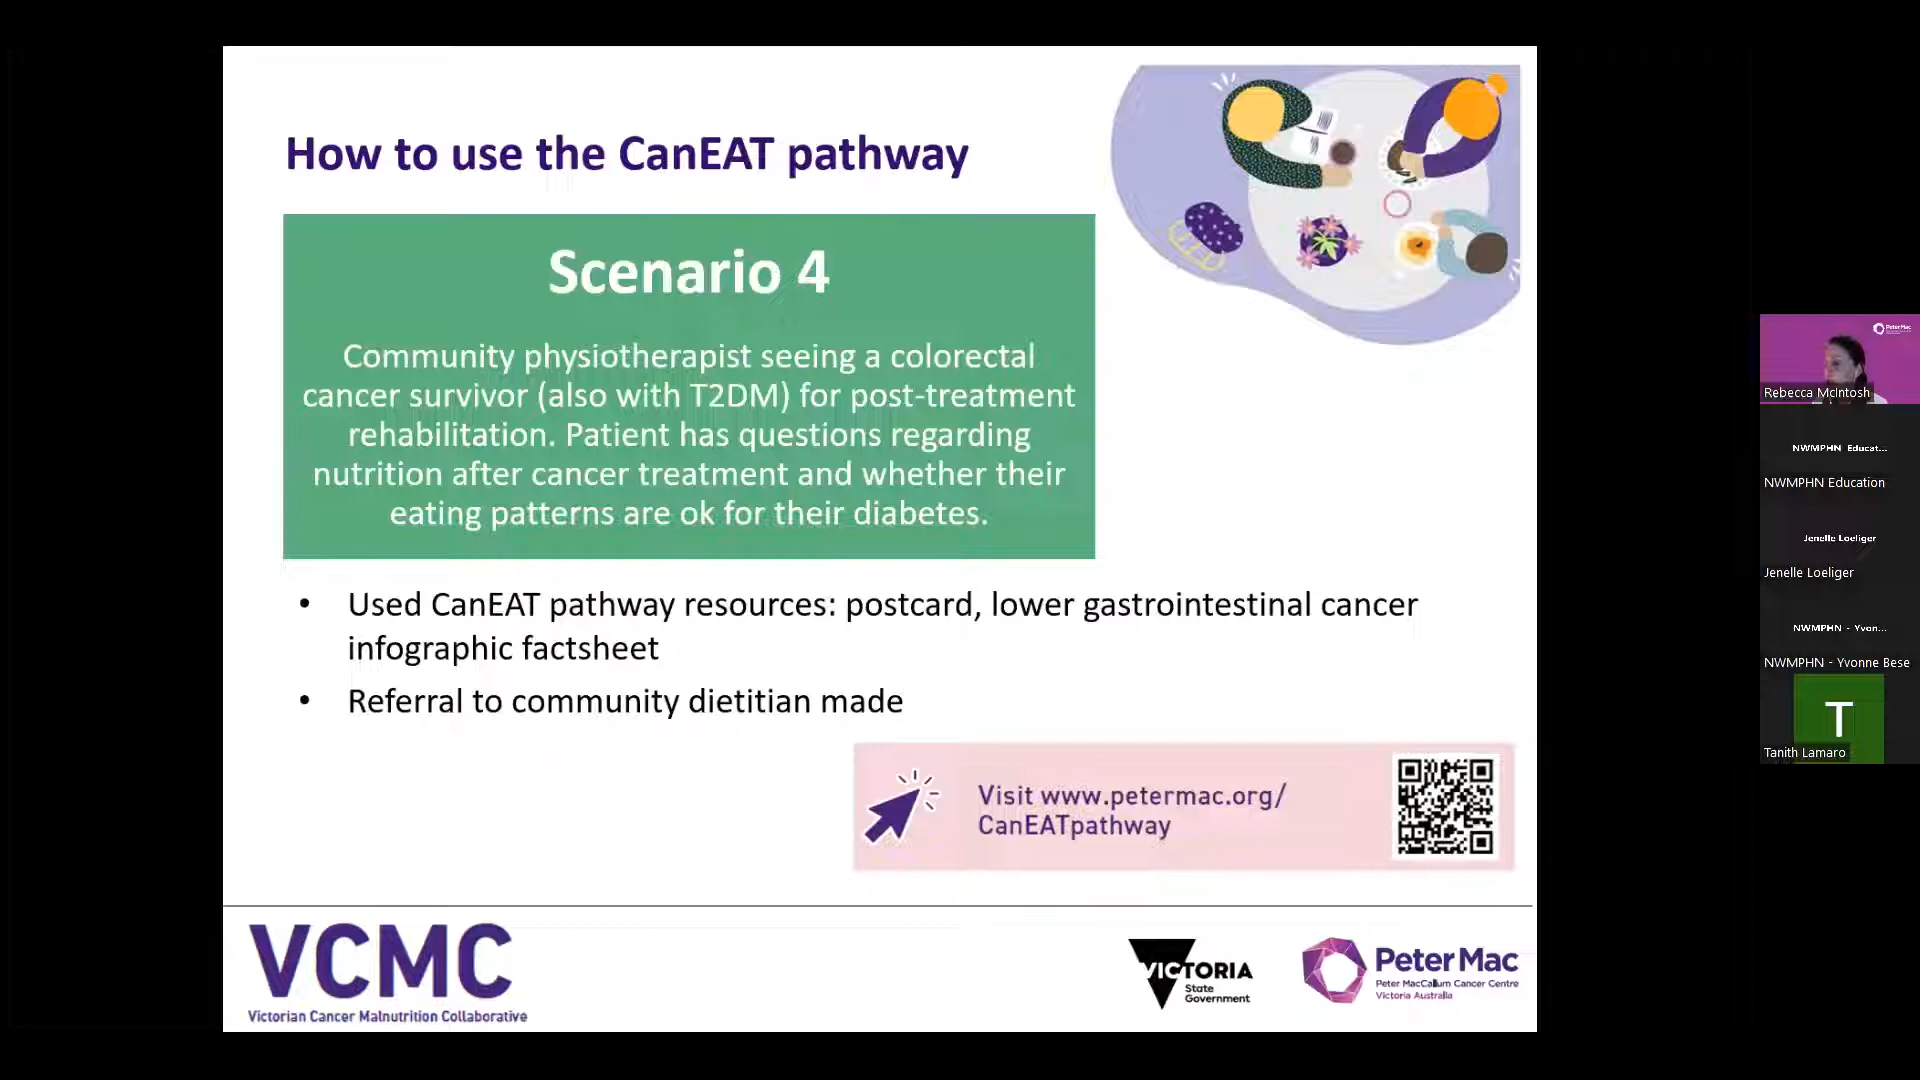 How to use the CanEAT pathway
Scenario 4
Community physiotherapist seeing a colorectal
cancer survivor (also with T2DM) for post-treatment
rehabilitation. Patient has questions regarding
nutrition after cancer treatment and whether their
eating patterns are ok for their diabetes.
• Used CanEAT pathway resources: postcard, lower gastrointestinal cancer
infographic factsheet
• Referral to community dietitian made
Visit www.petermac.org/
CanEATpathway
VCMC
Victorian Cancer Malnutrition Collaborative
VICTORIA
State
Government
Peter Mac
Peter MacCallum Cancer Centre
Victoria Australia
Peter Mac
Rebecca McIntosh
NWMPHN Educat...
NWMPHN Education
Jenelle Loeliger
Jenelle Loeliger
NWMPHN - Yvon...
NWMPHN - Yvonne Bese
T
Tanith Lamaro